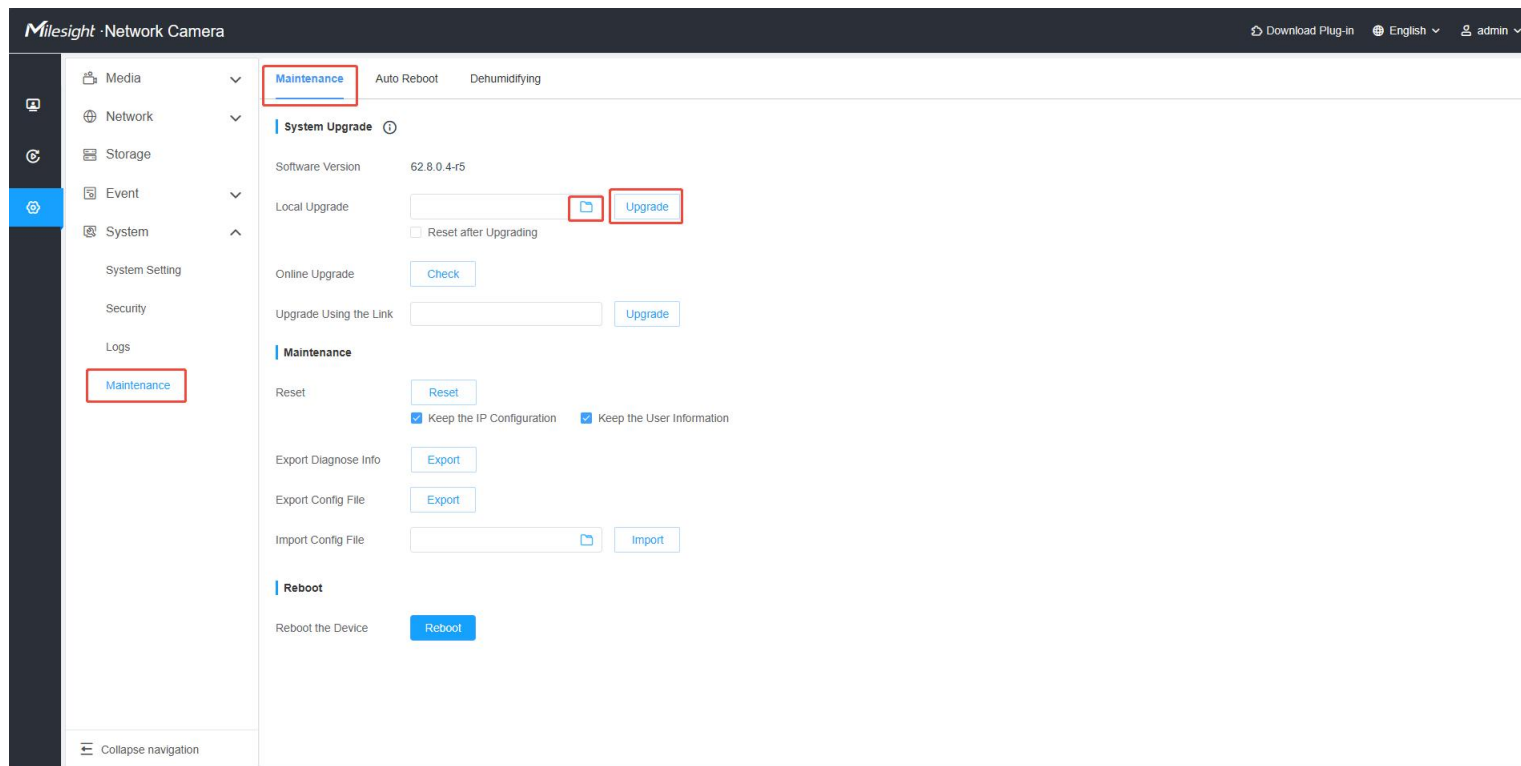 Milesight ·Network Camera
Download Plug-in English admin
Media
Network
Storage
Event
System
System Setting
Security
Logs
Maintenance
Collapse navigation
Maintenance Auto Reboot Dehumidifying
System Upgrade
Software Version 62.8.0.4-r5
Local Upgrade Upgrade
Reset after Upgrading
Online Upgrade Check
Upgrade Using the Link Upgrade
Maintenance
Reset Reset
Keep the IP Configuration Keep the User Information
Export Diagnose Info Export
Export Config File Export
Import Config File Import
Reboot
Reboot the Device Reboot